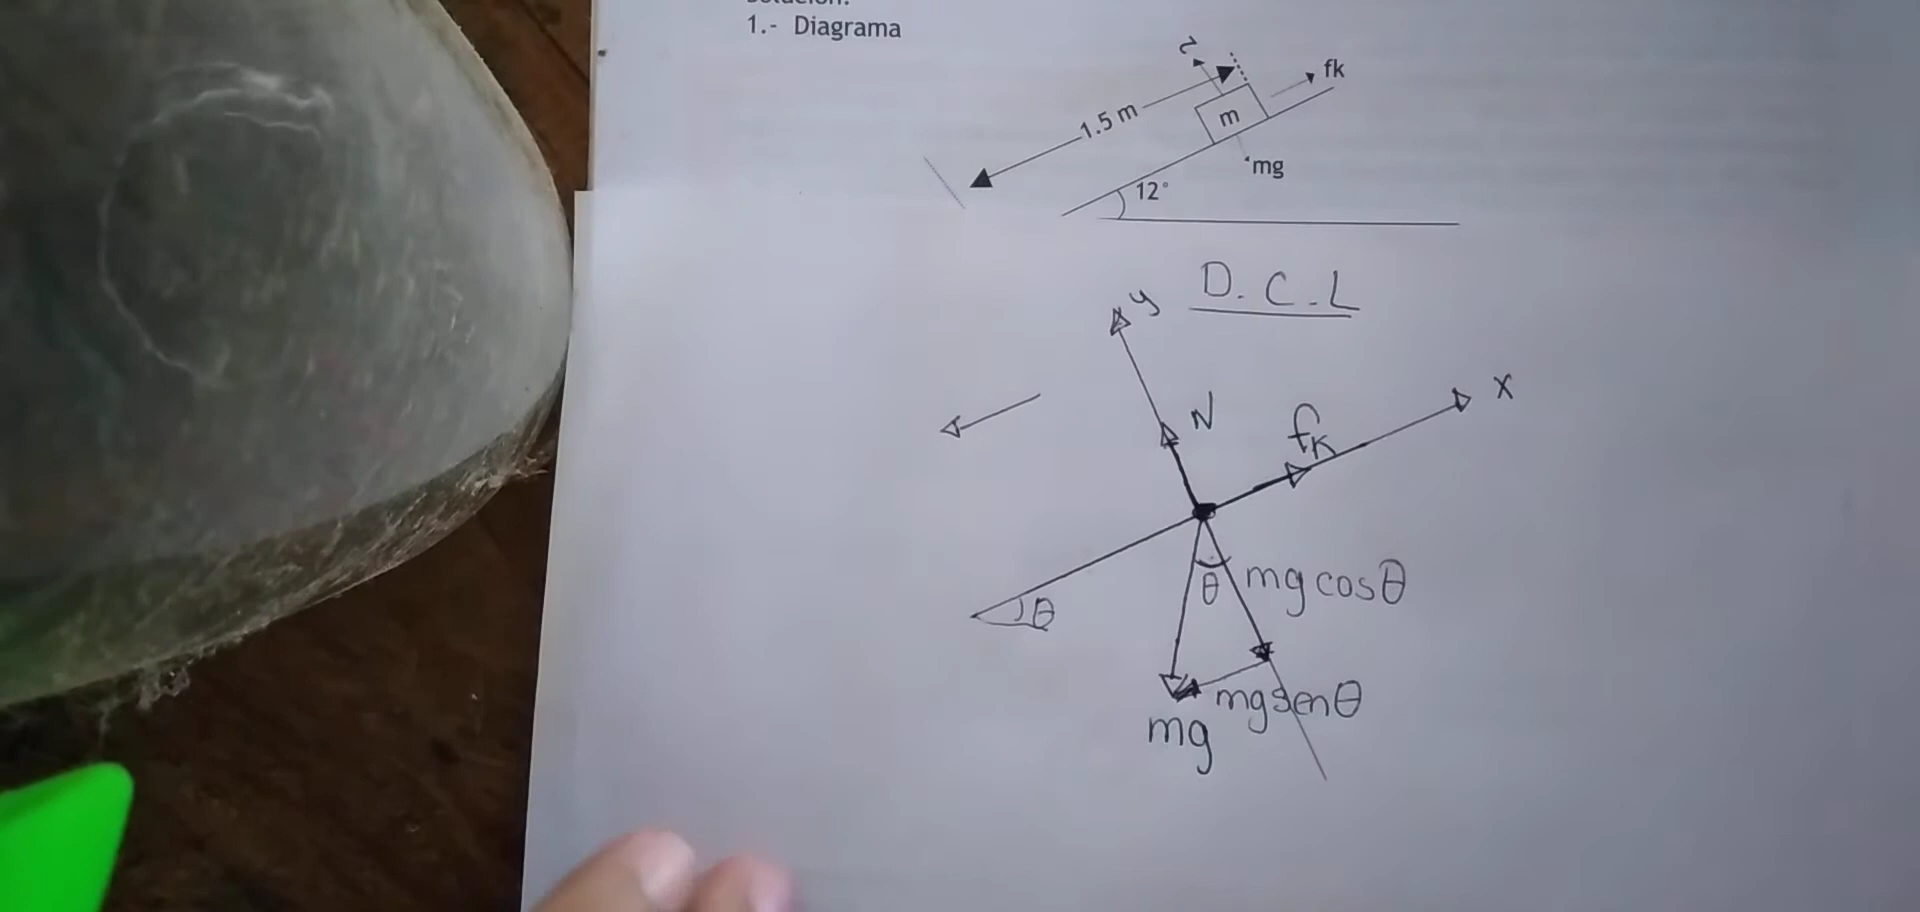 1.- Diagrama
N
fk
1.5 m
m
mg
12°
D.C.L
y
x
N
fk
θ
θ
mg cosθ
mg senθ
mg